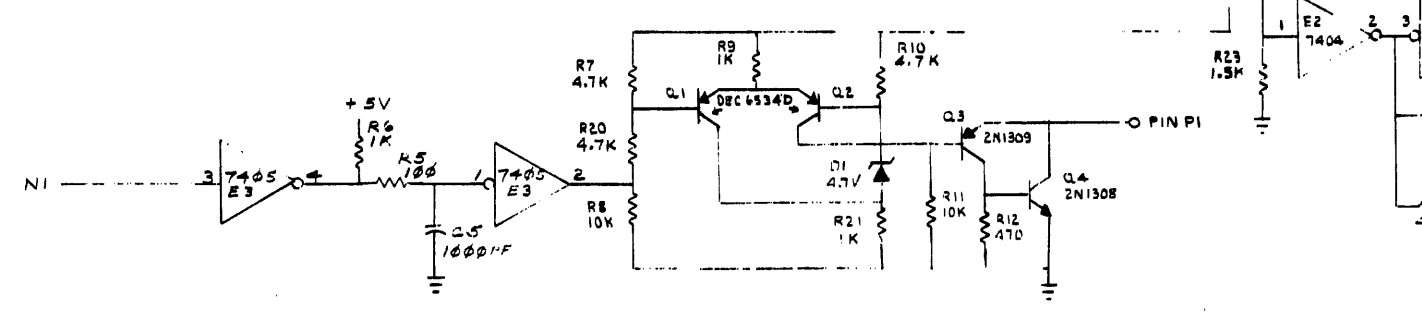 N1
3
7405
E3
4
+5V
R6
1K
R5
100
C5
1000PF
1
7405
E3
2
R7
4.7K
R20
4.7K
R8
10K
R9
1K
Q1
DEC 6534D
Q2
R10
4.7K
D1
4.7V
R21
1K
R11
10K
Q3
2N1309
R12
470
Q4
2N1308
PIN P1
R23
1.5K
1
E2
7404
2
3